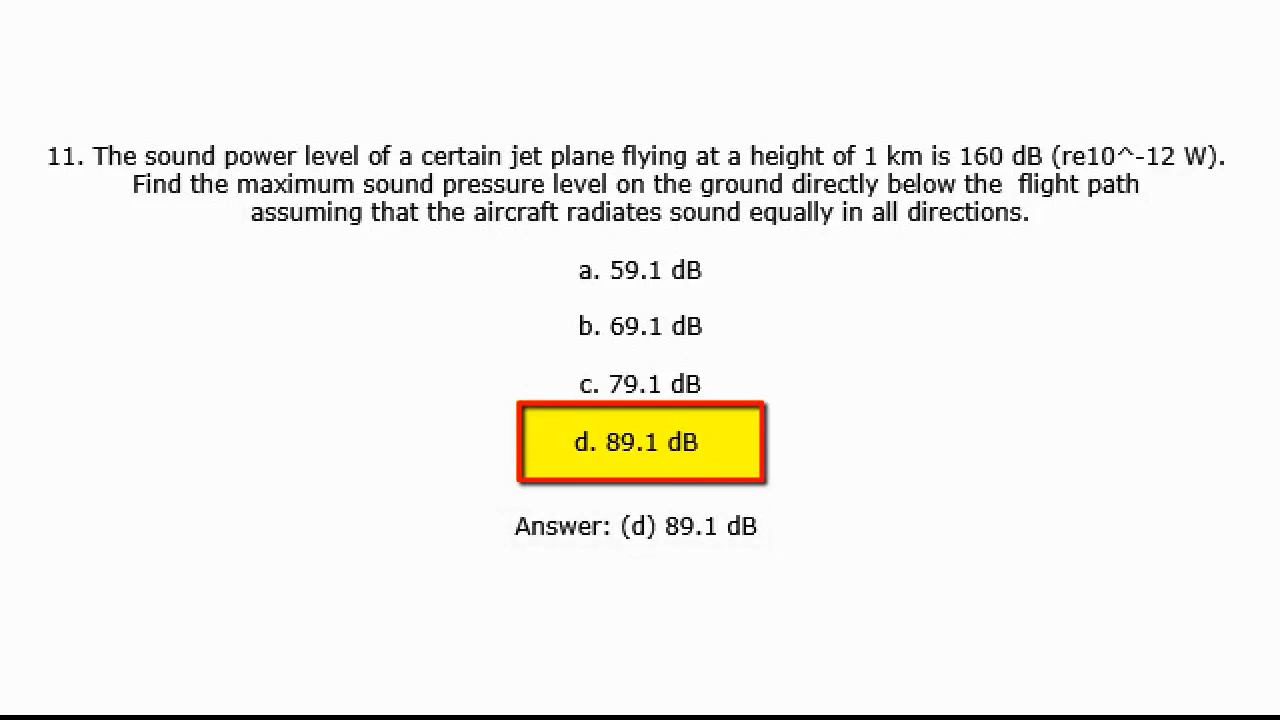 11. The sound power level of a certain jet plane flying at a height of 1 km is 160 dB (re10^-12 W).
Find the maximum sound pressure level on the ground directly below the flight path
assuming that the aircraft radiates sound equally in all directions.
a. 59.1 dB
b. 69.1 dB
c. 79.1 dB
d. 89.1 dB
Answer: (d) 89.1 dB